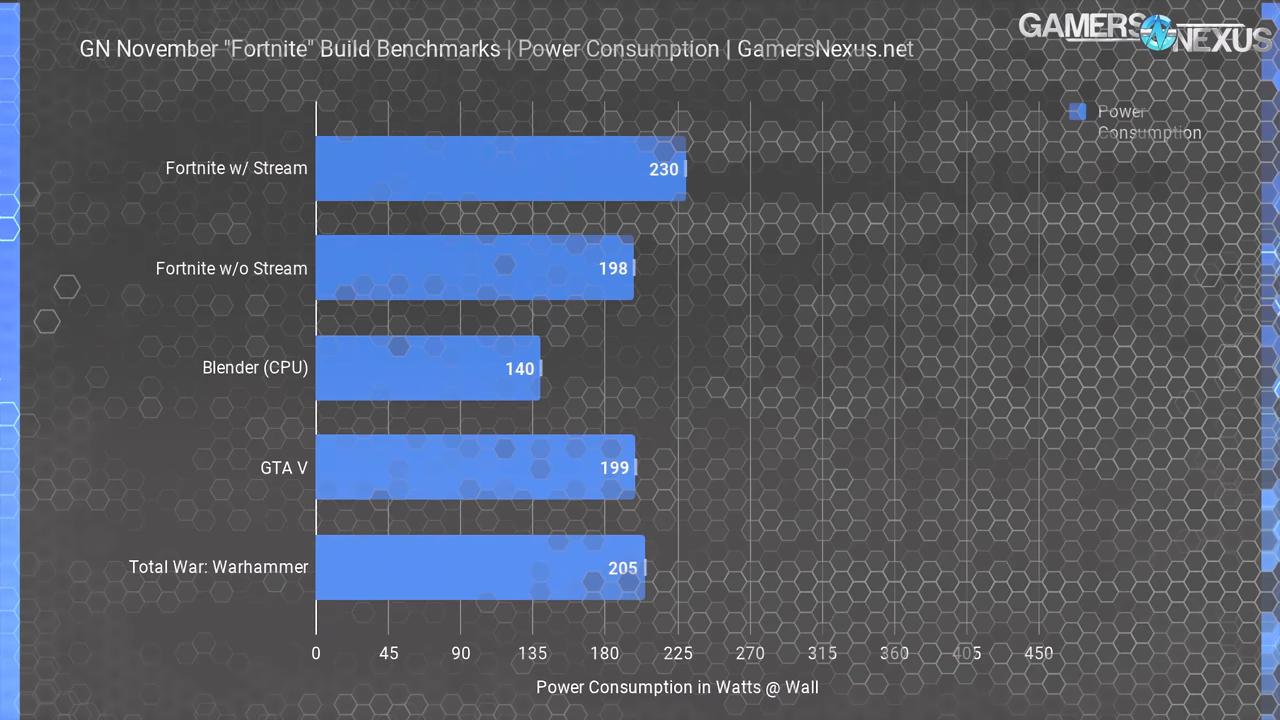 GN November "Fortnite" Build Benchmarks | Power Consumption | GamersNexus.net
GAMERS NEXUS
Power
Consumption
Fortnite w/ Stream
230
Fortnite w/o Stream
198
Blender (CPU)
140
GTA V
199
Total War: Warhammer
205
0 45 90 135 180 225 270 315 360 405 450
Power Consumption in Watts @ Wall